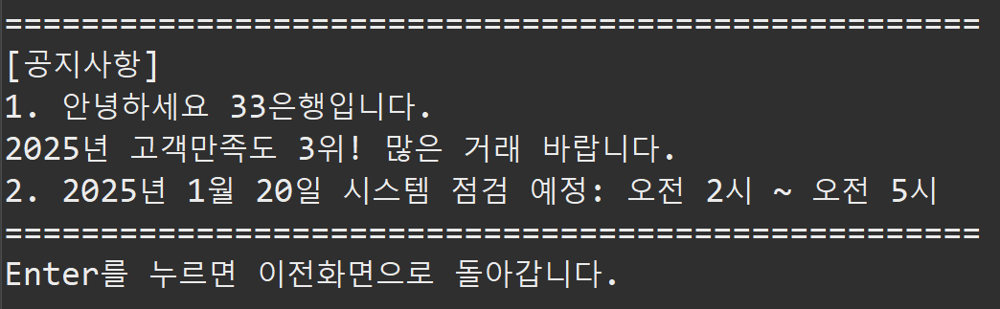 ===================================================
[공지사항]
1. 안녕하세요 33은행입니다.
2025년 고객만족도 3위! 많은 거래 바랍니다.
2. 2025년 1월 20일 시스템 점검 예정: 오전 2시 ~ 오전 5시
===================================================
Enter를 누르면 이전화면으로 돌아갑니다.